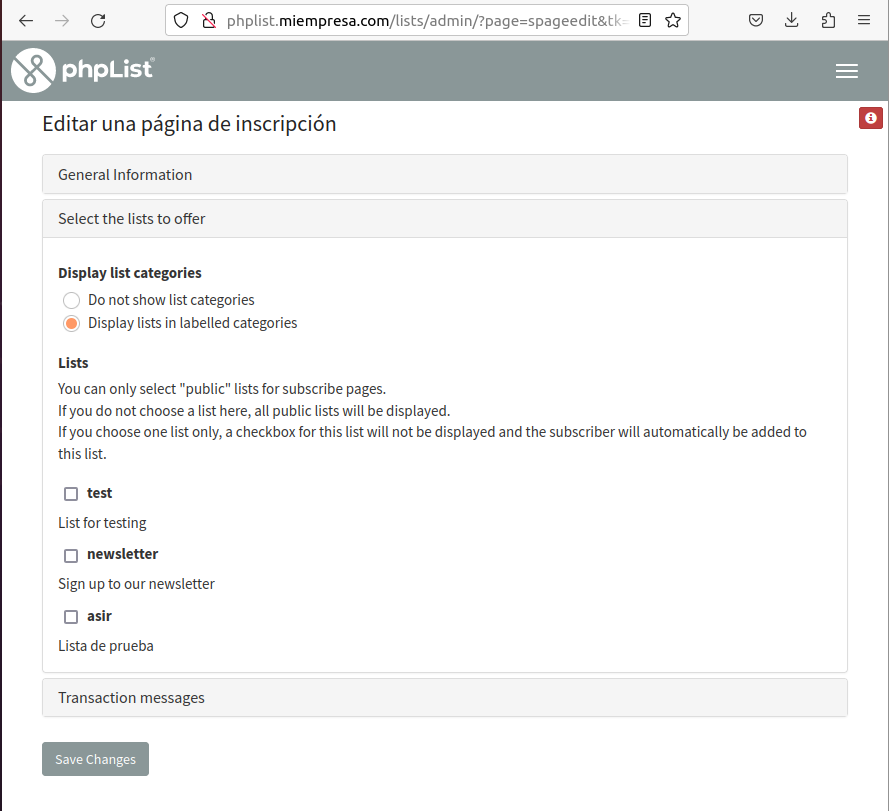 phplist.miempresa.com/lists/admin/?page=spageedit&tk=
phpList®
Editar una página de inscripción
General Information
Select the lists to offer
Display list categories
Do not show list categories
Display lists in labelled categories
Lists
You can only select "public" lists for subscribe pages.
If you do not choose a list here, all public lists will be displayed.
If you choose one list only, a checkbox for this list will not be displayed and the subscriber will automatically be added to
this list.
test
List for testing
newsletter
Sign up to our newsletter
asir
Lista de prueba
Transaction messages
Save Changes